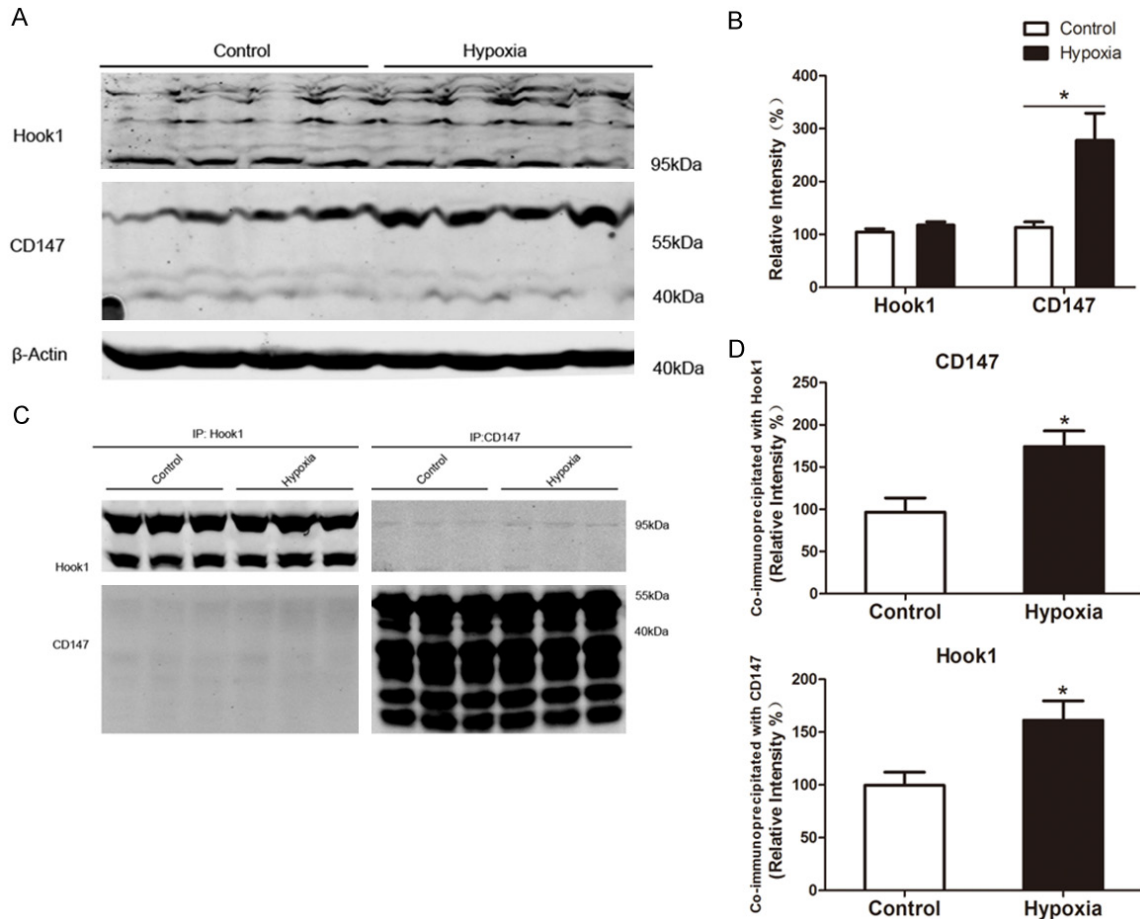 A
Control
Hypoxia
Hook1
95kDa
CD147
55kDa
40kDa
β-Actin
40kDa
B
Control
Hypoxia
Relative Intensity（%）
400
300
200
100
0
Hook1
CD147
*
C
IP: Hook1
IP:CD147
Control
Hypoxia
Control
Hypoxia
95kDa
Hook1
55kDa
40kDa
CD147
D
CD147
Co-immunoprecipitated with Hook1
(Relative Intensity %)
250
200
150
100
50
0
*
Control
Hypoxia
Hook1
Co-immunoprecipitated with CD147
(Relative Intensity %)
200
150
100
50
0
*
Control
Hypoxia